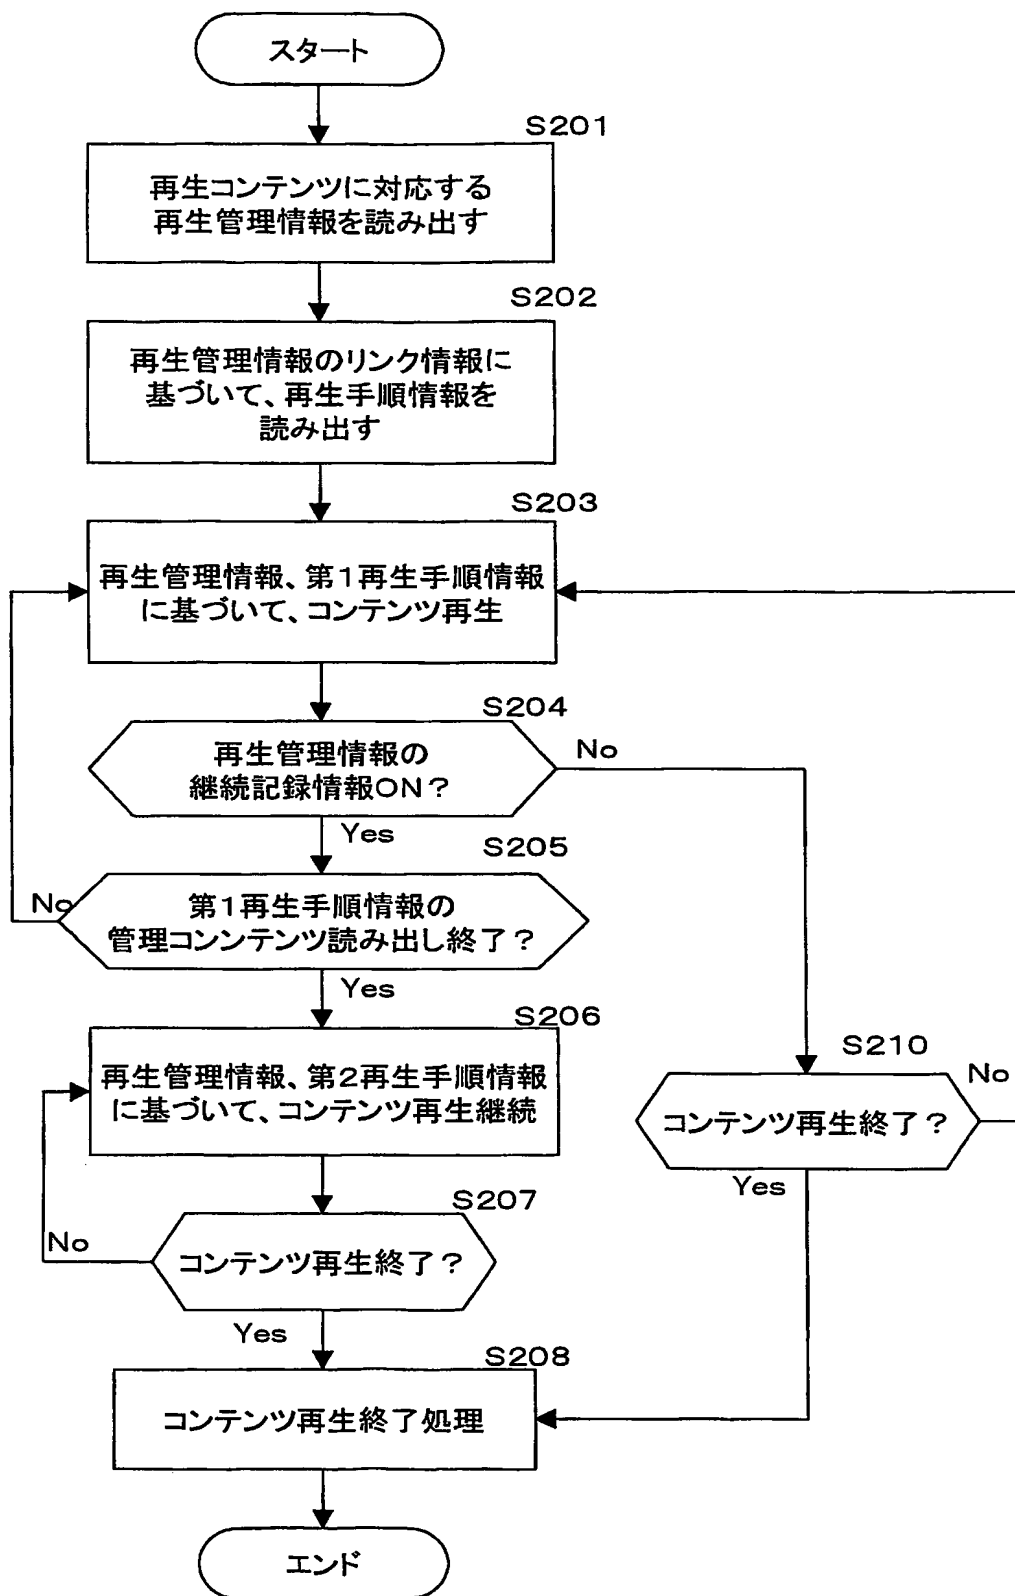 スタート
S201
再生コンテンツに対応する
再生管理情報を読み出す
S202
再生管理情報のリンク情報に
基づいて、再生手順情報を
読み出す
S203
再生管理情報、第1再生手順情報
に基づいて、コンテンツ再生
S204
再生管理情報の
継続記録情報ON?
No
Yes
S205
第1再生手順情報の
管理コンンテンツ読み出し終了?
No
Yes
S206
再生管理情報、第2再生手順情報
に基づいて、コンテンツ再生継続
S210
コンテンツ再生終了?
No
Yes
S207
コンテンツ再生終了?
No
Yes
S208
コンテンツ再生終了処理
エンド